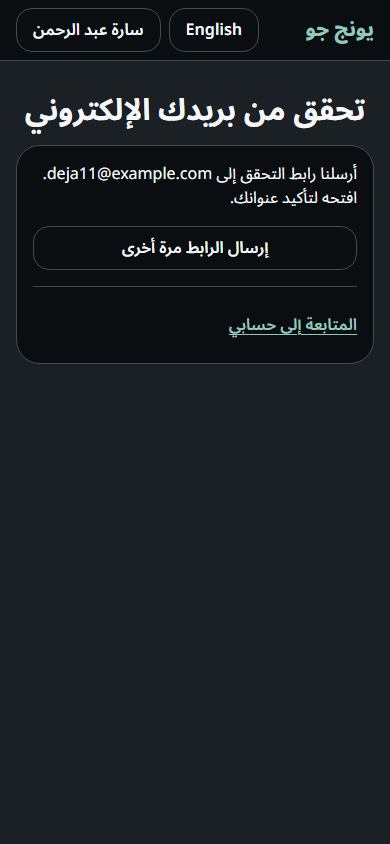 يونج جو
English
سارة عبد الرحمن
تحقق من بريدك الإلكتروني
أرسلنا رابط التحقق إلى deja11@example.com.
افتحه لتأكيد عنوانك.
إرسال الرابط مرة أخرى
المتابعة إلى حسابي